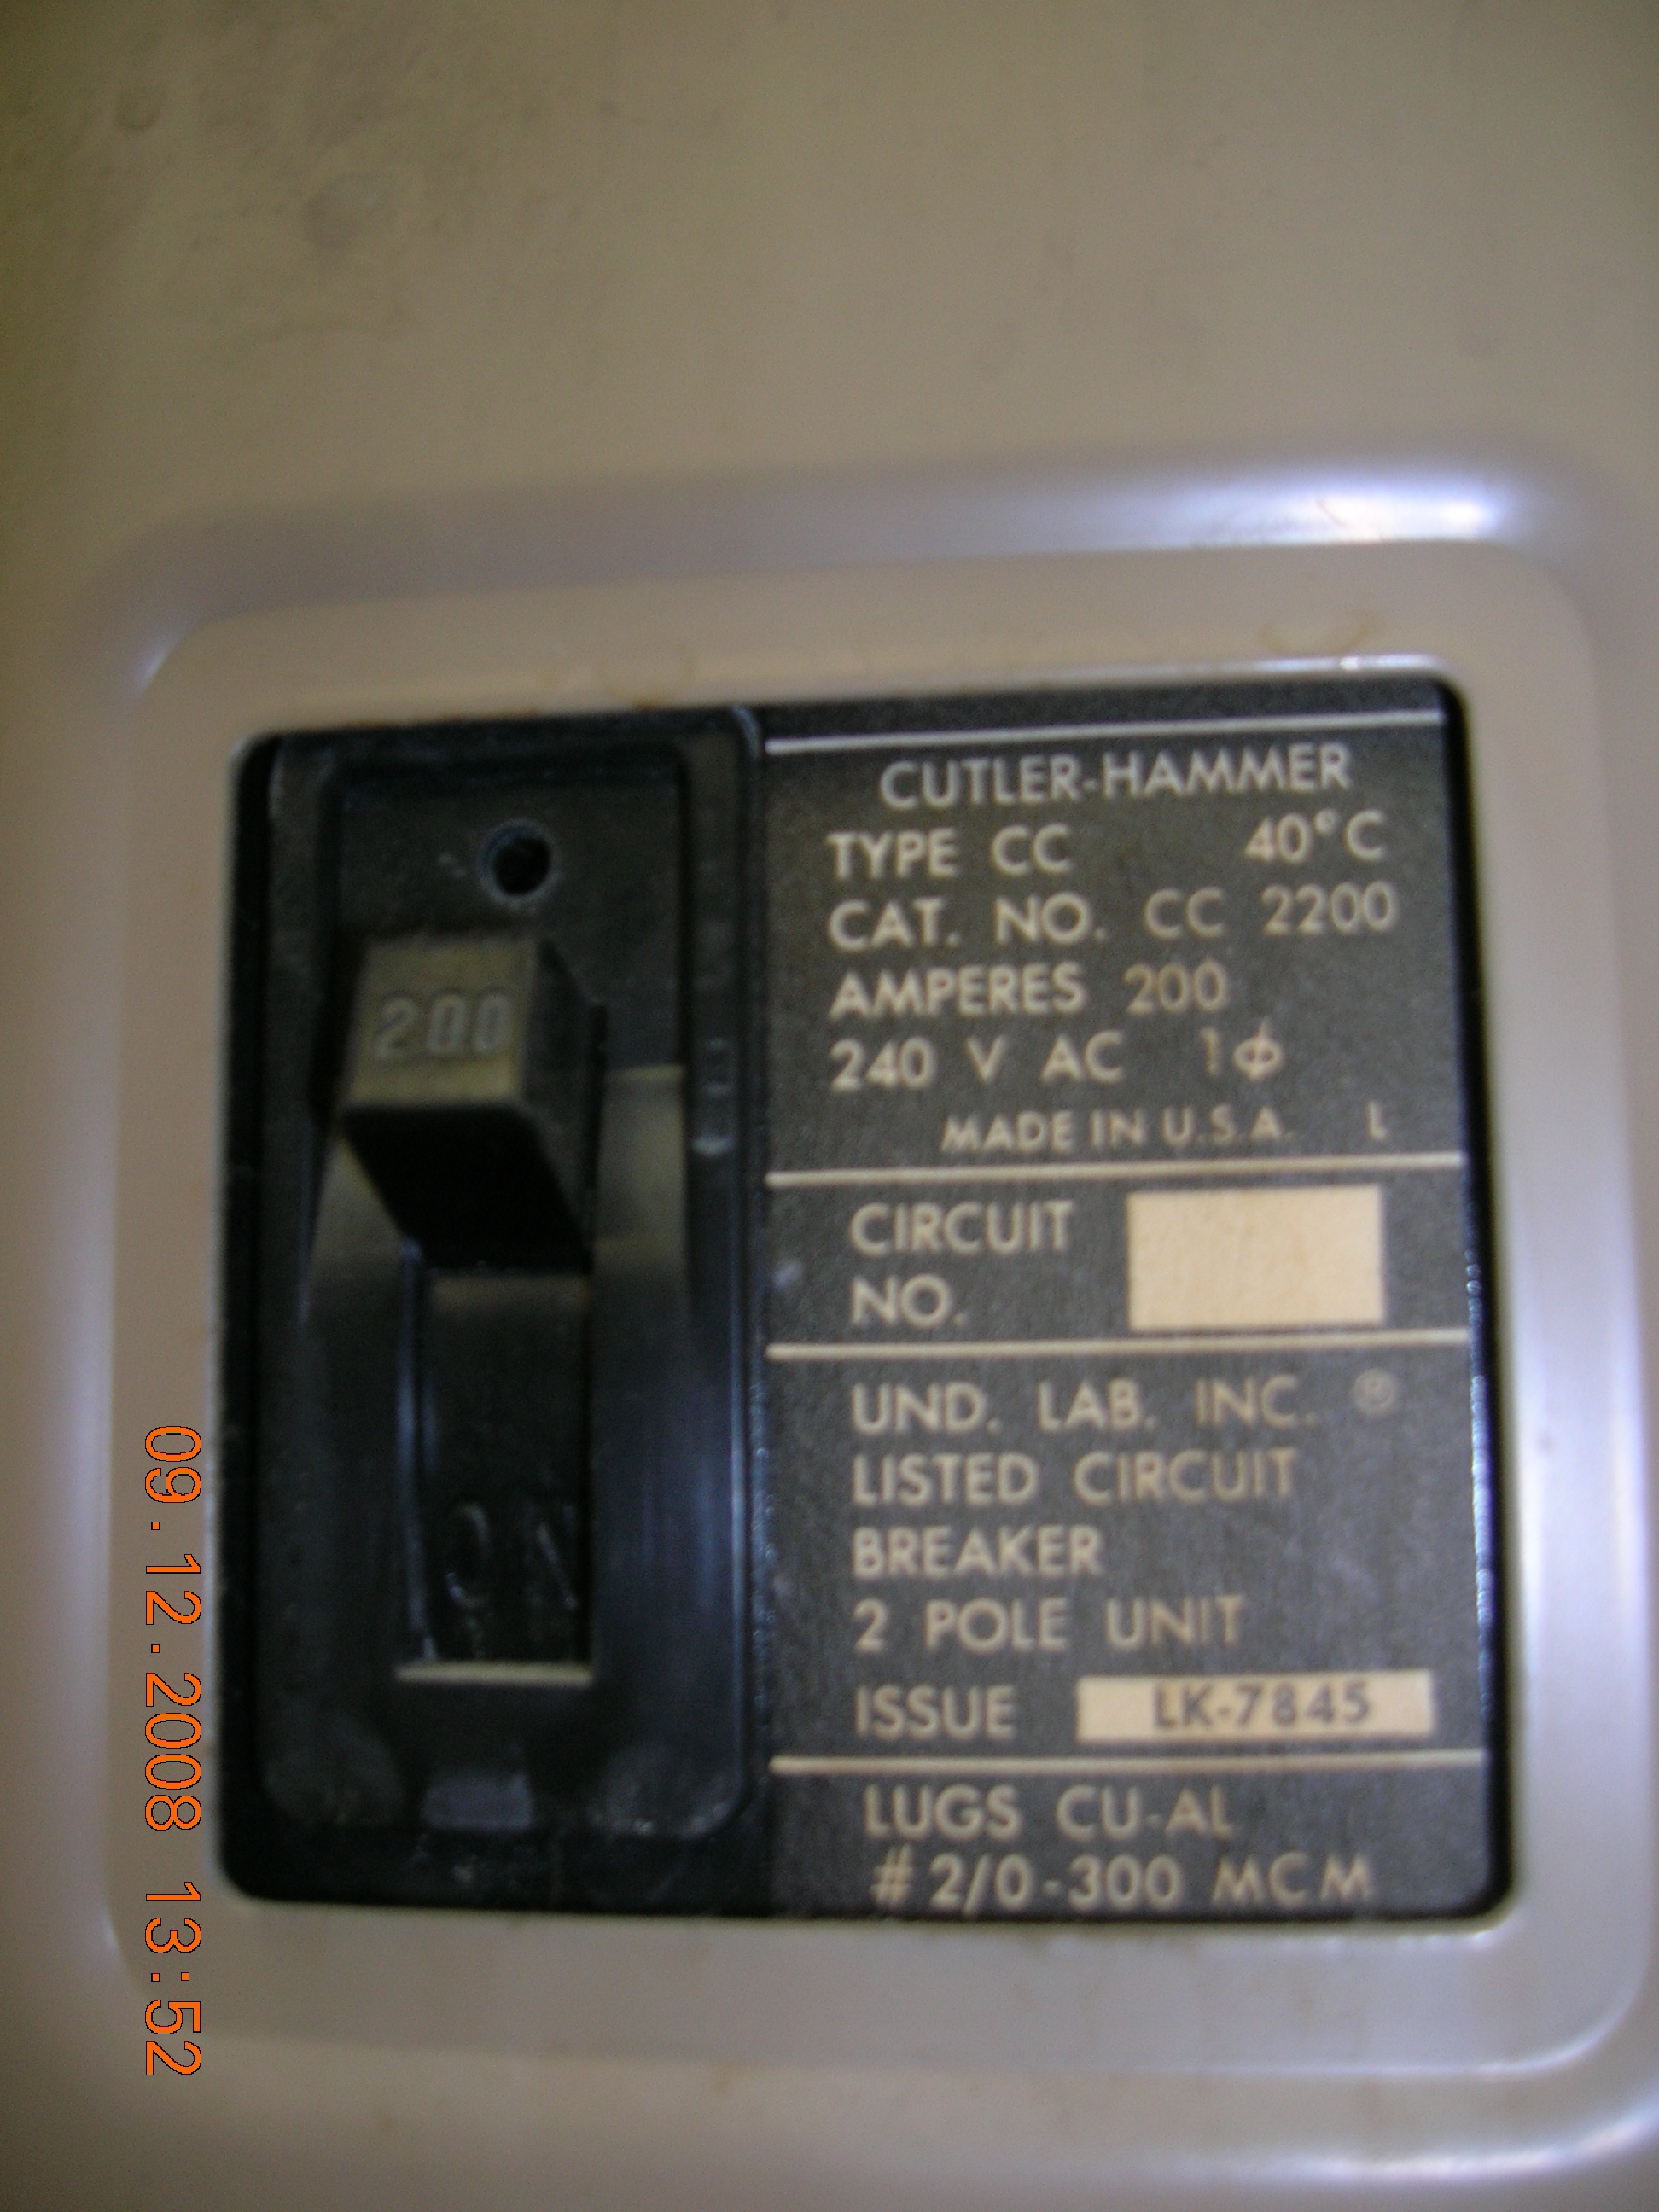 CUTLER-HAMMER
TYPE CC 40°C
CAT. NO. CC 2200
AMPERES 200
240 V AC 1ϕ
MADE IN U.S.A. L
CIRCUIT
NO.
UND. LAB. INC. ®
LISTED CIRCUIT
BREAKER
2 POLE UNIT
ISSUE LK-7845
LUGS CU-AL
#2/0-300 MCM
200
ON
09.12.2008 13:52